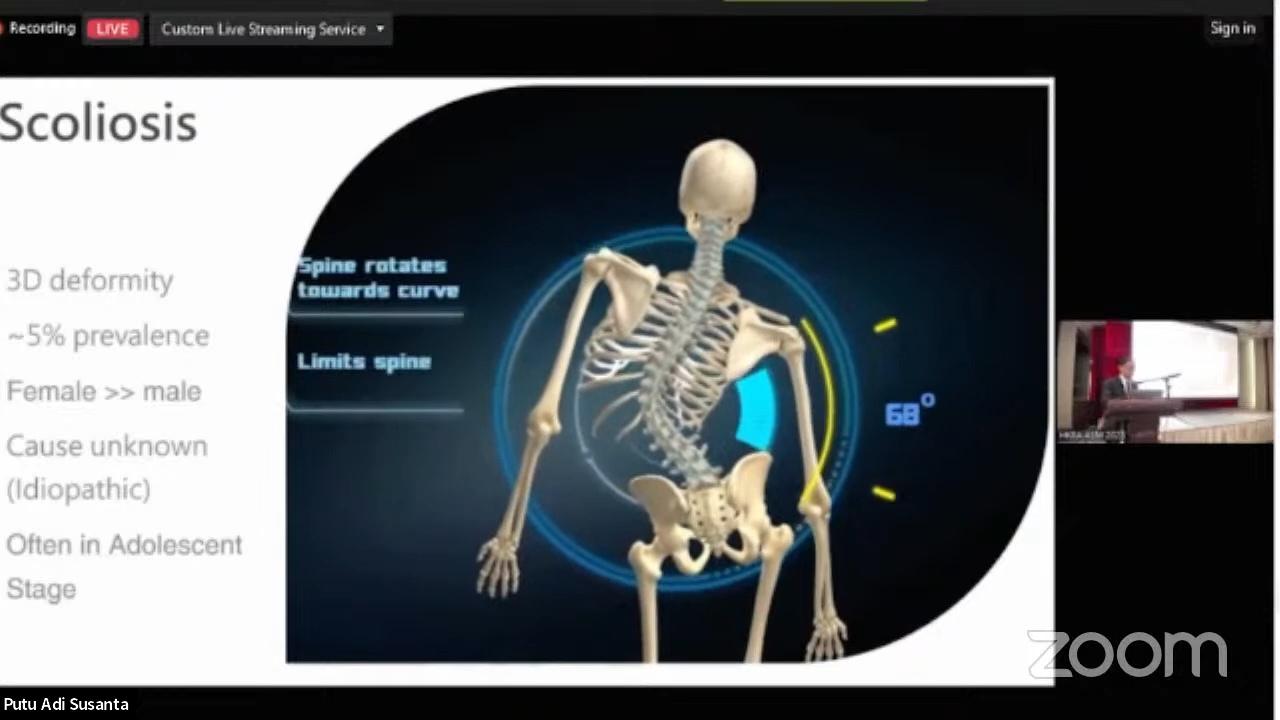 Recording
LIVE
Custom Live Streaming Service
Sign in
Scoliosis
3D deformity
~5% prevalence
Female >> male
Cause unknown
(Idiopathic)
Often in Adolescent
Stage
Spine rotates
towards curve
Limits spine
68°
zoom
Putu Adi Susanta